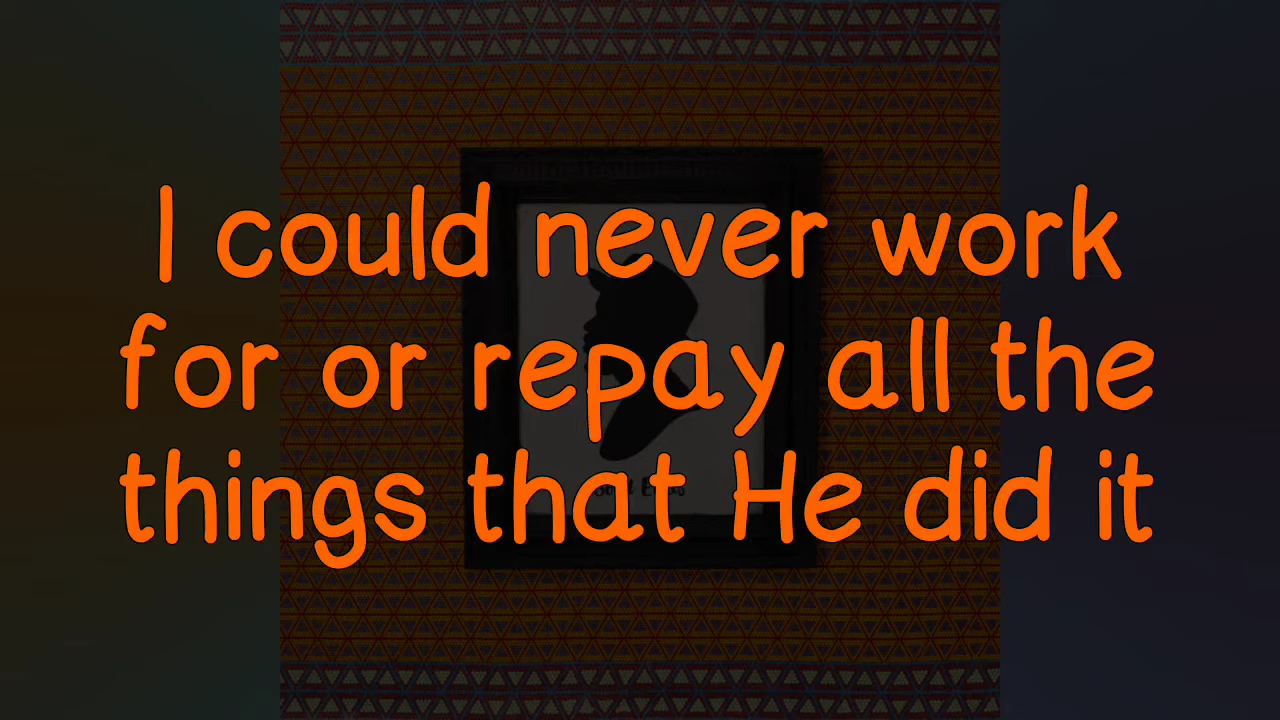 I could never work
for or repay all the
things that He did it